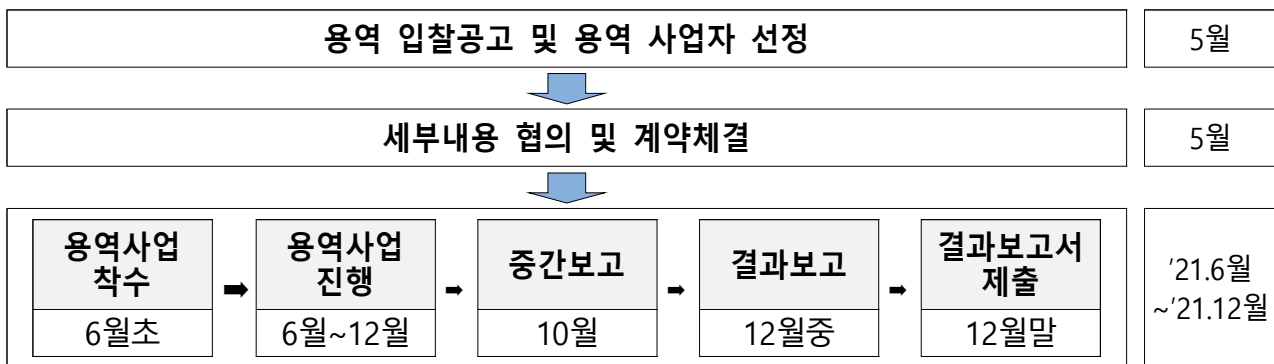 용역 입찰공고 및 용역 사업자 선정
5월
세부내용 협의 및 계약체결
5월
용역사업
착수
6월초
용역사업
진행
6월~12월
중간보고
10월
결과보고
12월중
결과보고서
제출
12월말
'21.6월
~'21.12월